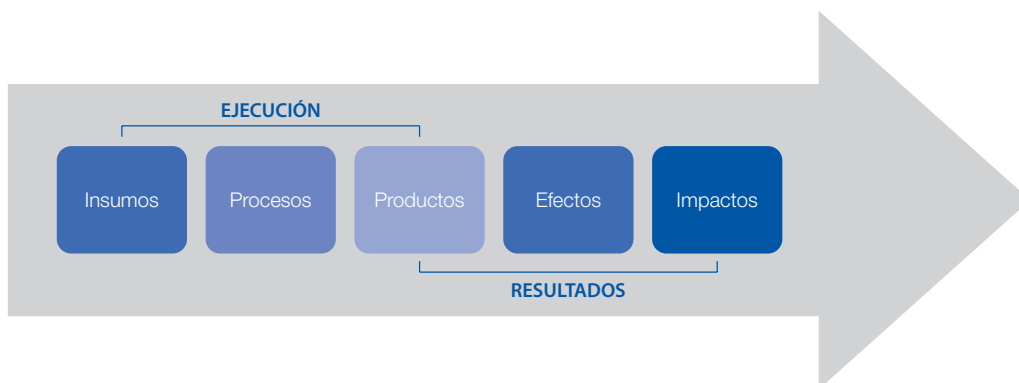 EJECUCIÓN
Insumos
Procesos
Productos
Efectos
Impactos
RESULTADOS